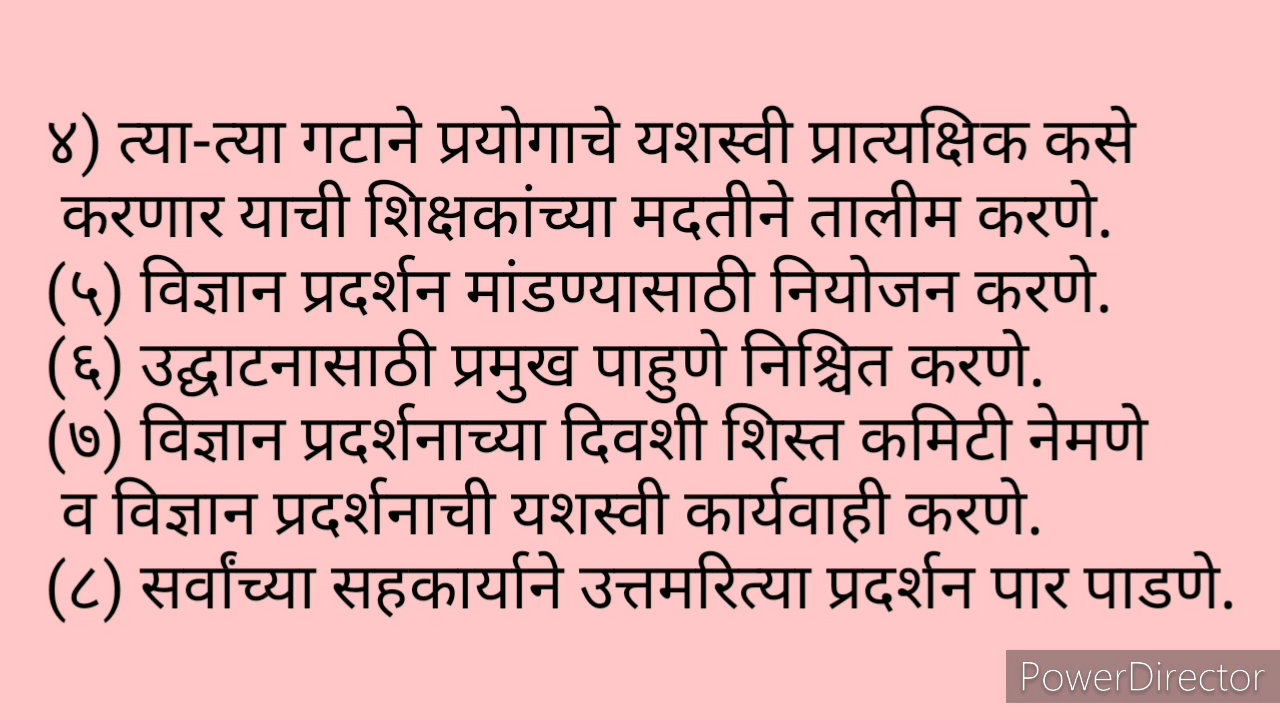 ४) त्या-त्या गटाने प्रयोगाचे यशस्वी प्रात्यक्षिक कसे
करणार याची शिक्षकांच्या मदतीने तालीम करणे.
(५) विज्ञान प्रदर्शन मांडण्यासाठी नियोजन करणे.
(६) उद्घाटनासाठी प्रमुख पाहुणे निश्चित करणे.
(७) विज्ञान प्रदर्शनाच्या दिवशी शिस्त कमिटी नेमणे
व विज्ञान प्रदर्शनाची यशस्वी कार्यवाही करणे.
(८) सर्वांच्या सहकार्याने उत्तमरित्या प्रदर्शन पार पाडणे.
PowerDirector